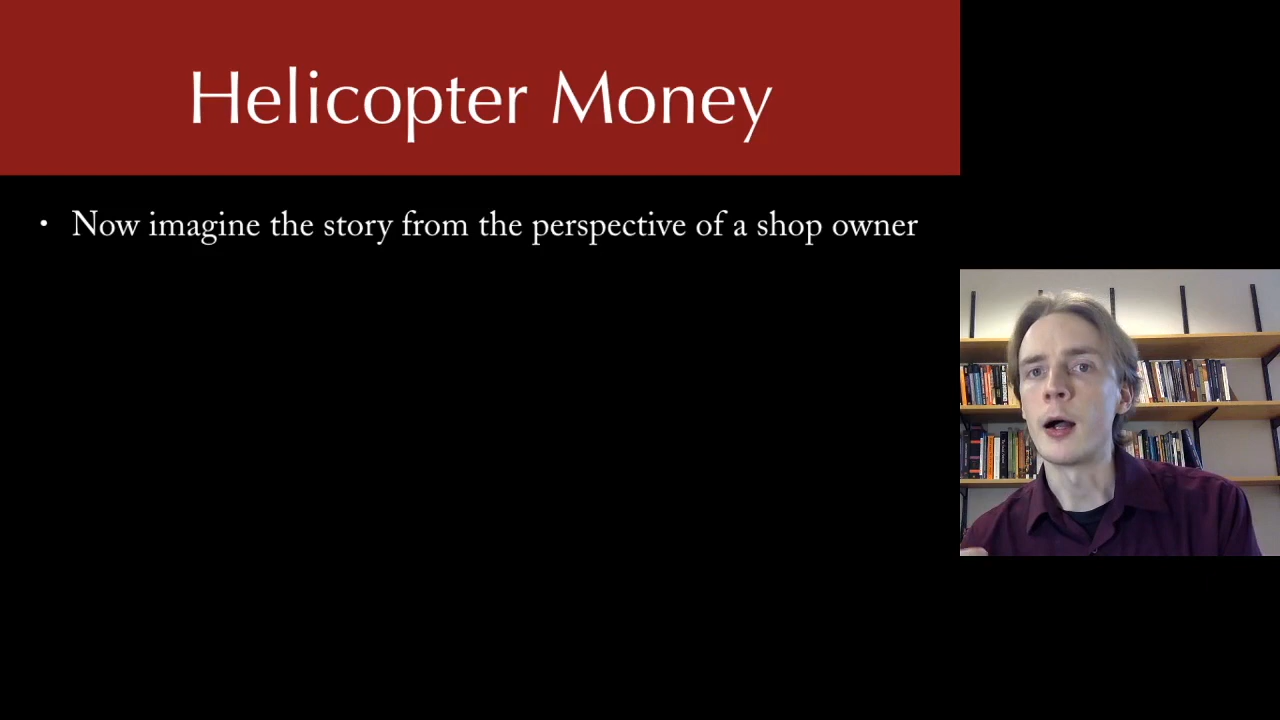 Helicopter Money
• Now imagine the story from the perspective of a shop owner